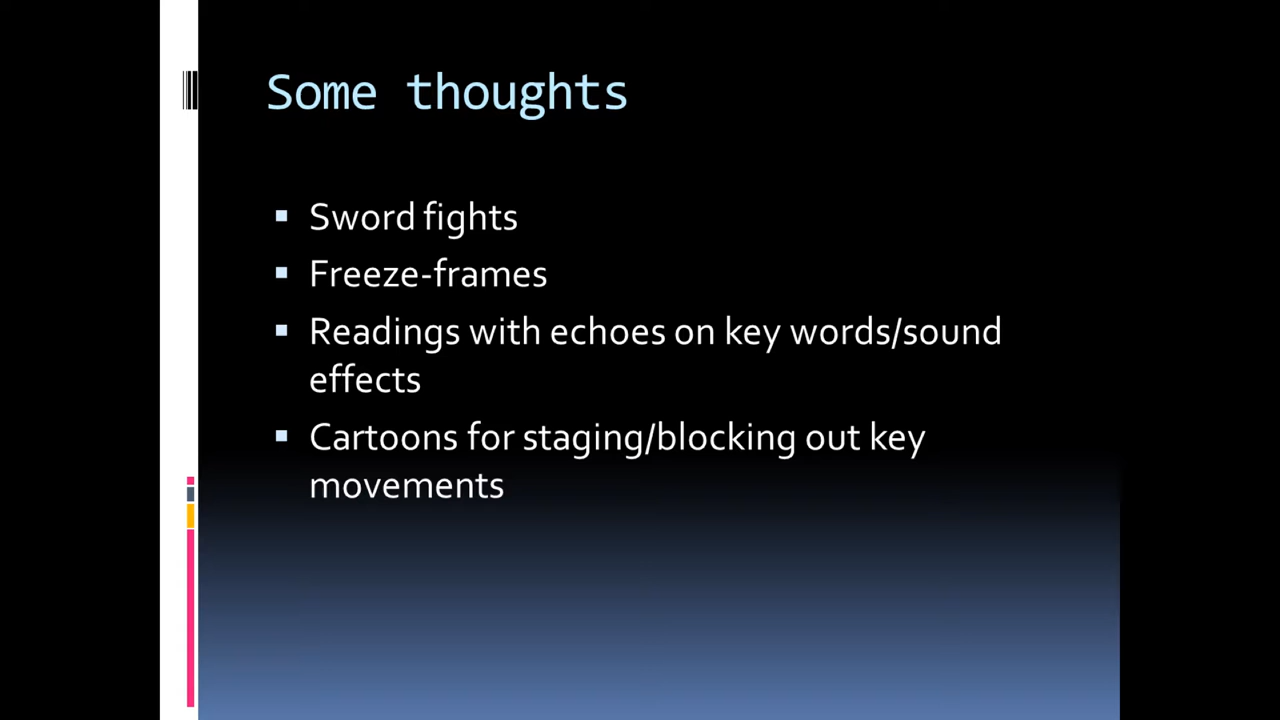 Some thoughts
Sword fights
Freeze-frames
Readings with echoes on key words/sound
effects
Cartoons for staging/blocking out key
movements